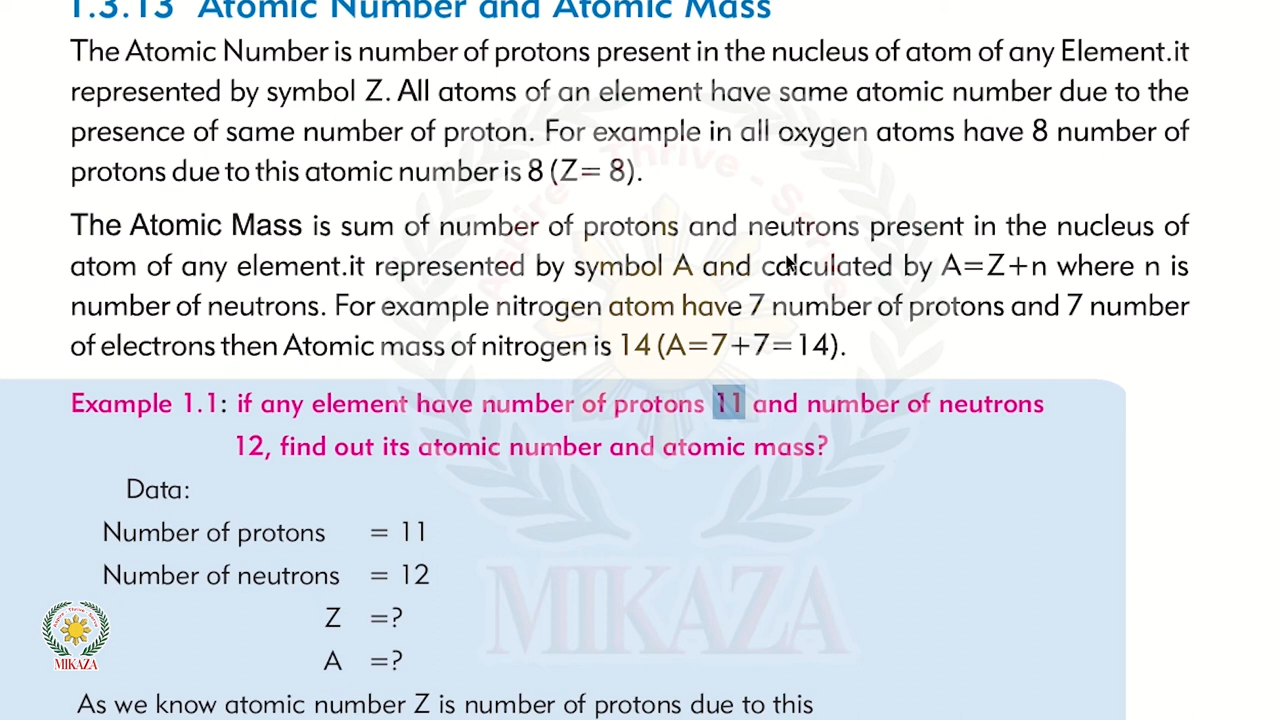 1.3.13 Atomic Number and Atomic Mass
The Atomic Number is number of protons present in the nucleus of atom of any Element.it
represented by symbol Z. All atoms of an element have same atomic number due to the
presence of same number of proton. For example in all oxygen atoms have 8 number of
protons due to this atomic number is 8 (Z= 8).
The Atomic Mass is sum of number of protons and neutrons present in the nucleus of
atom of any element.it represented by symbol A and calculated by A=Z+n where n is
number of neutrons. For example nitrogen atom have 7 number of protons and 7 number
of electrons then Atomic mass of nitrogen is 14 (A=7+7=14).
Example 1.1: if any element have number of protons 11 and number of neutrons
12, find out its atomic number and atomic mass?
Data:
Number of protons = 11
Number of neutrons = 12
Z =?
A =?
As we know atomic number Z is number of protons due to this
Aspire - Thrive - Serve
MIKAZA
Aspire - Thrive - Serve
MIKAZA